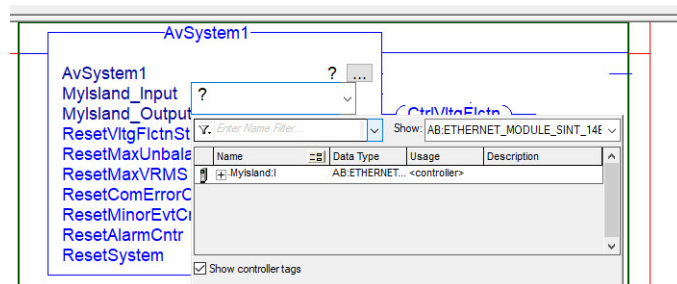 AvSystem1
AvSystem1 ? ...
MyIsland_Input ?
MyIsland_Output
CtrlVltgFlctn
ResetVltgFlctnSt
Enter Name Filter... Show: AB:ETHERNET_MODULE_SINT_14E
ResetMaxUnbala
Name Data Type Usage Description
ResetMaxVRMS
MyIsland:I AB:ETHERNET... <controller>
ResetComErrorC
ResetMinorEvtCr
ResetAlarmCntr
ResetSystem
Show controller tags